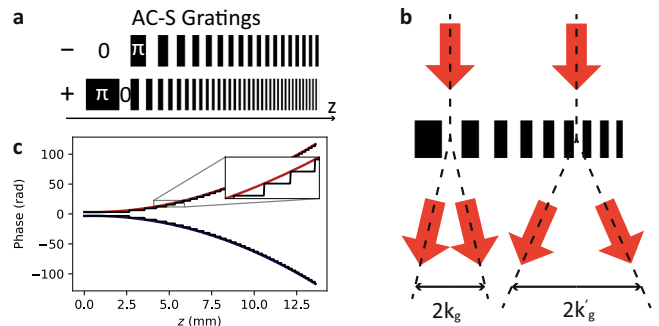 a
AC-S Gratings
− 0 π
+ π 0
z
b
2kg
2k'g
c
Phase (rad)
100
50
0
−50
−100
0.0 2.5 5.0 7.5 10.0 12.5
z (mm)